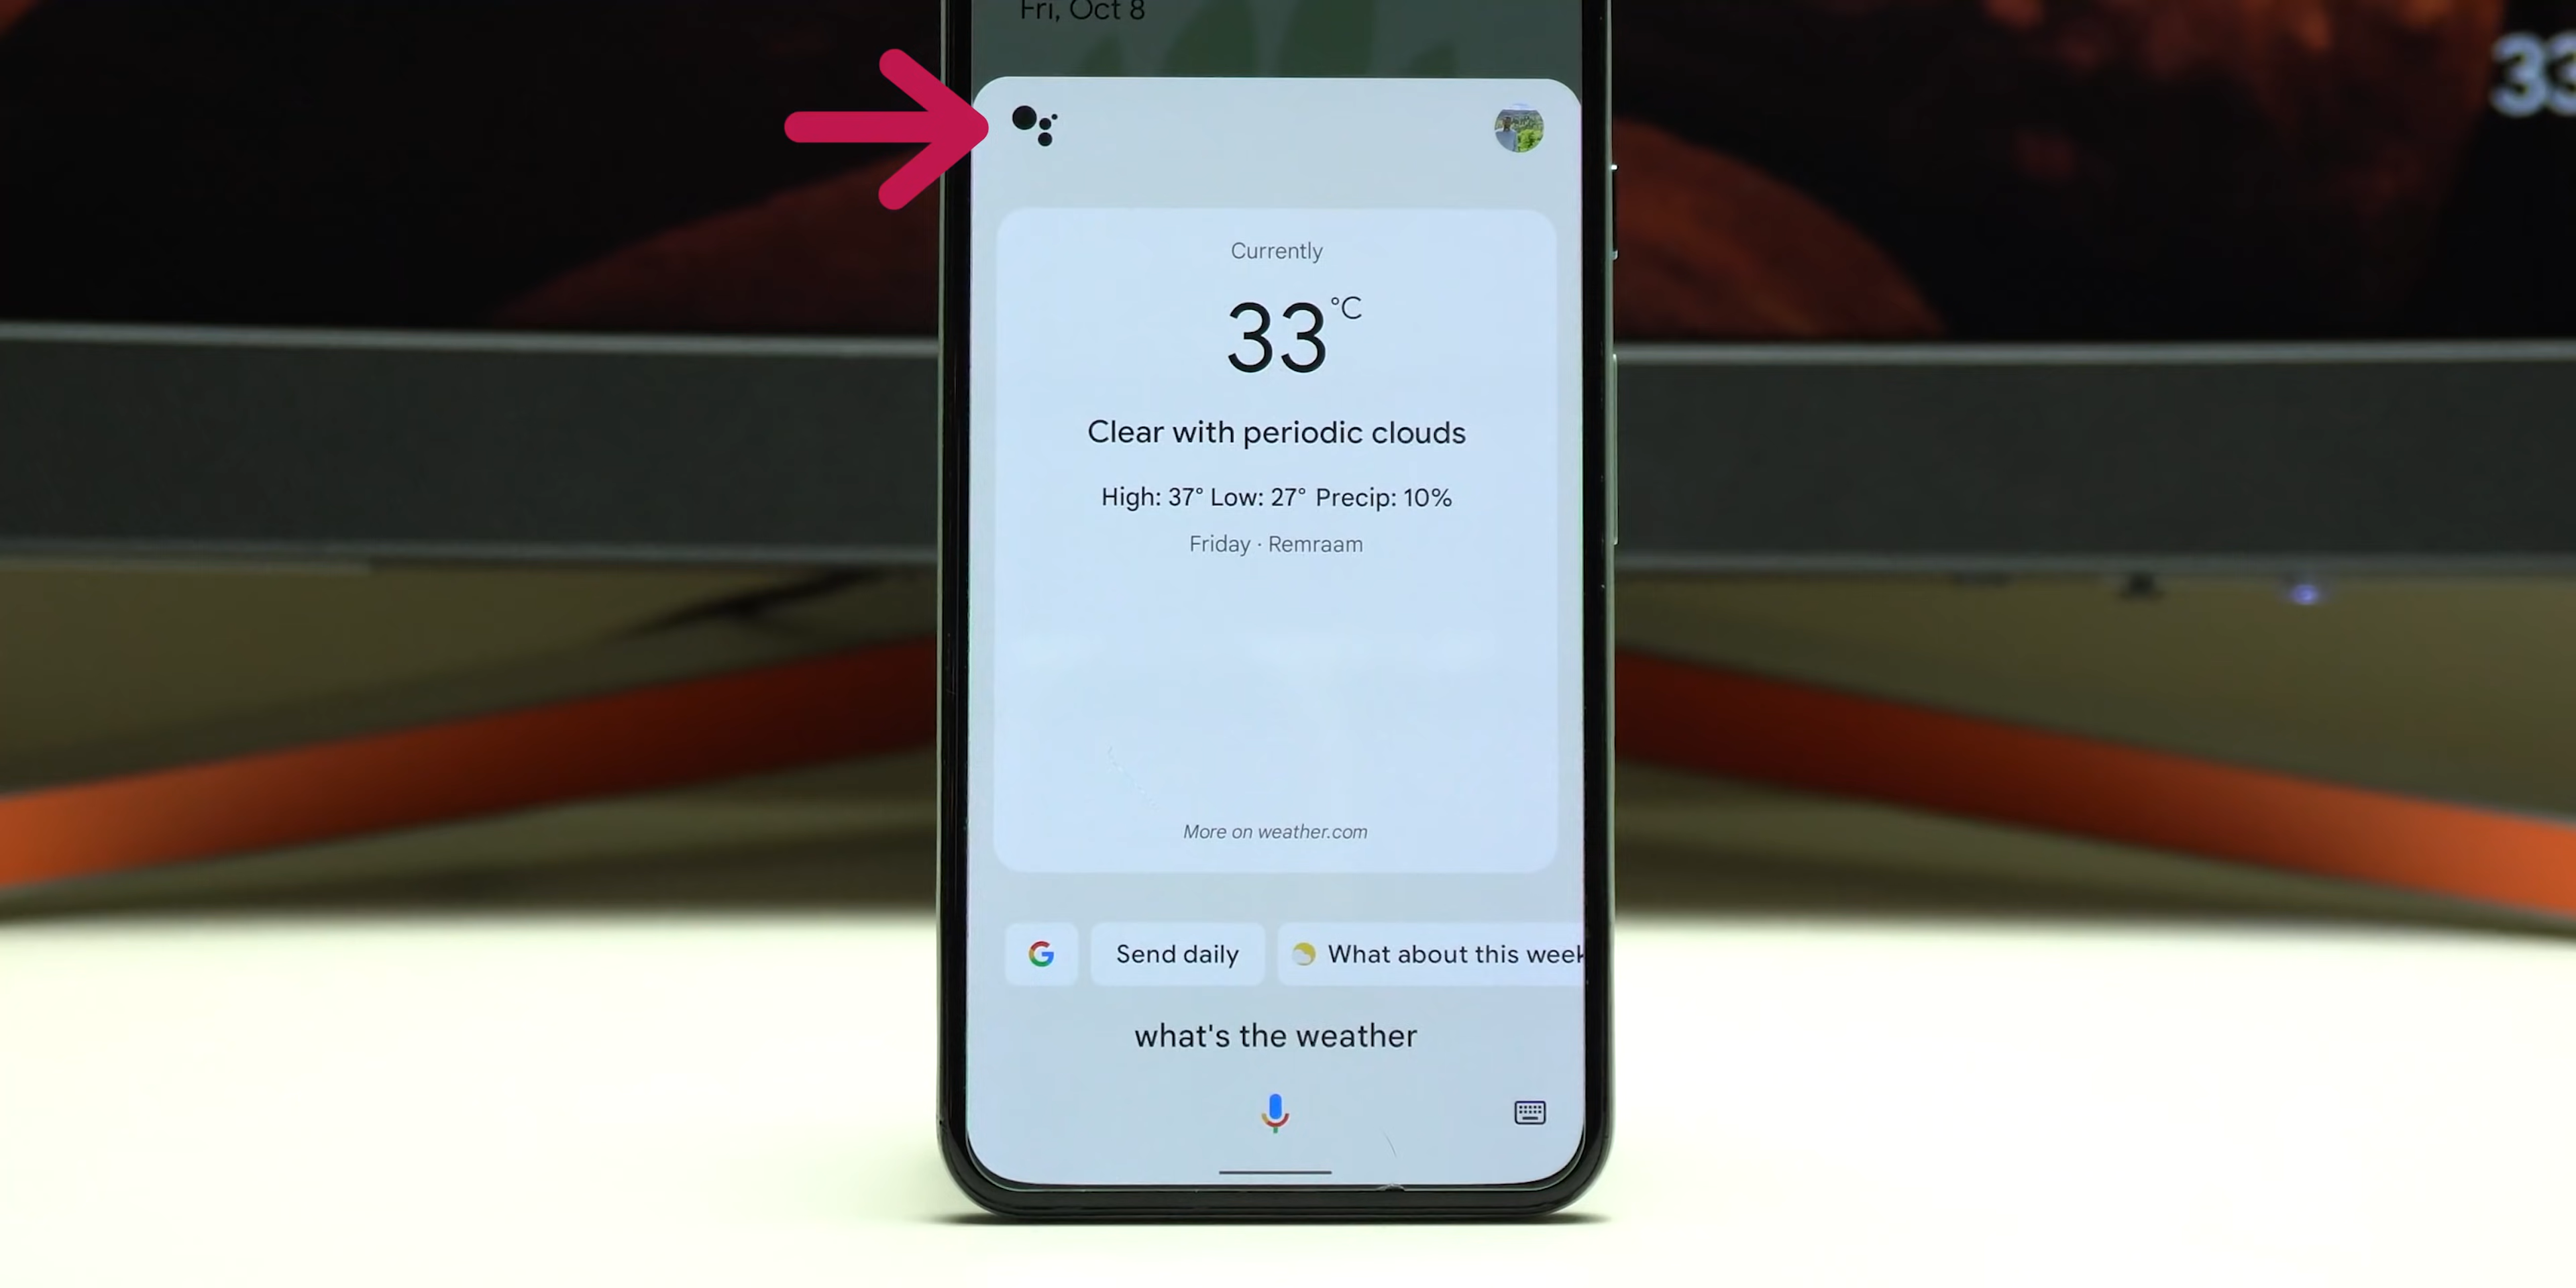 Fri, Oct 8
33
Currently
33 °C
Clear with periodic clouds
High: 37° Low: 27° Precip: 10%
Friday · Remraam
More on weather.com
G
Send daily
What about this week
what's the weather